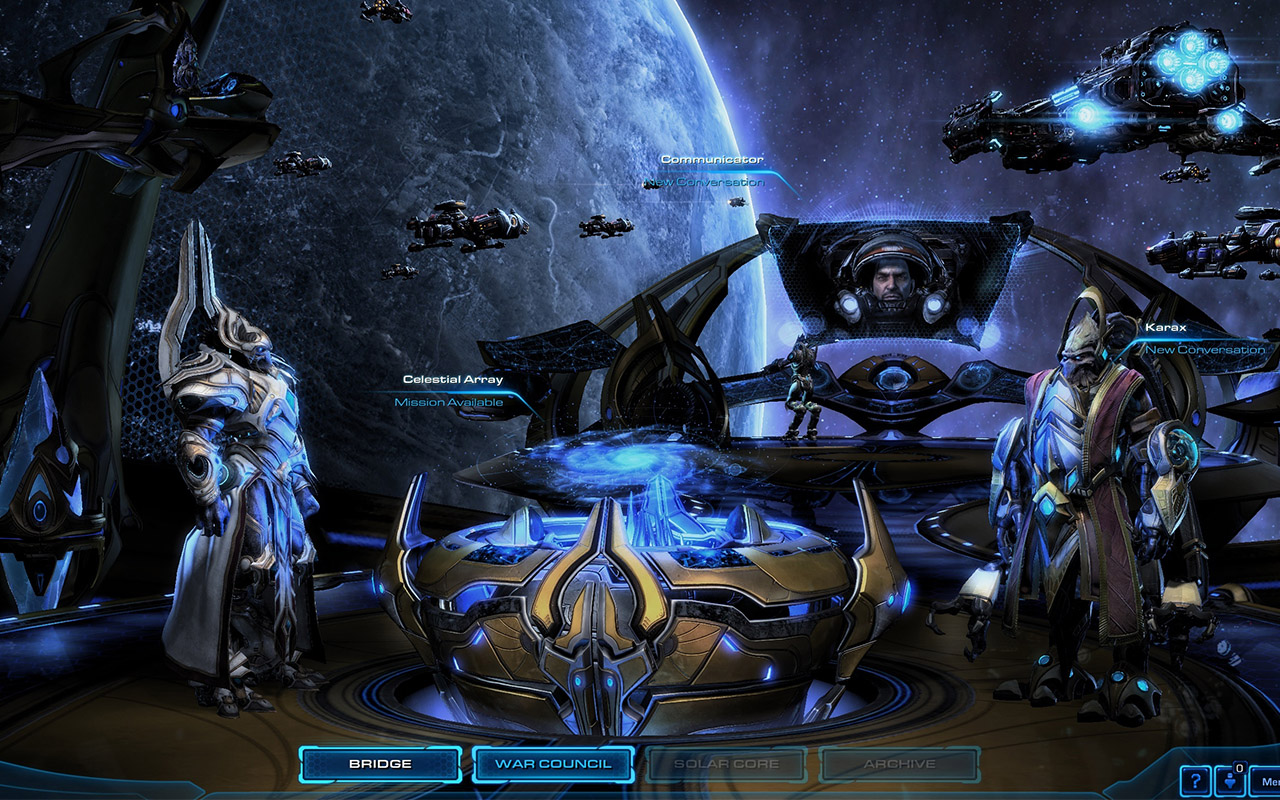 Communicator
New Conversation
Karax
New Conversation
Celestial Array
Mission Available
BRIDGE
WAR COUNCIL
SOLAR CORE
ARCHIVE
?
0